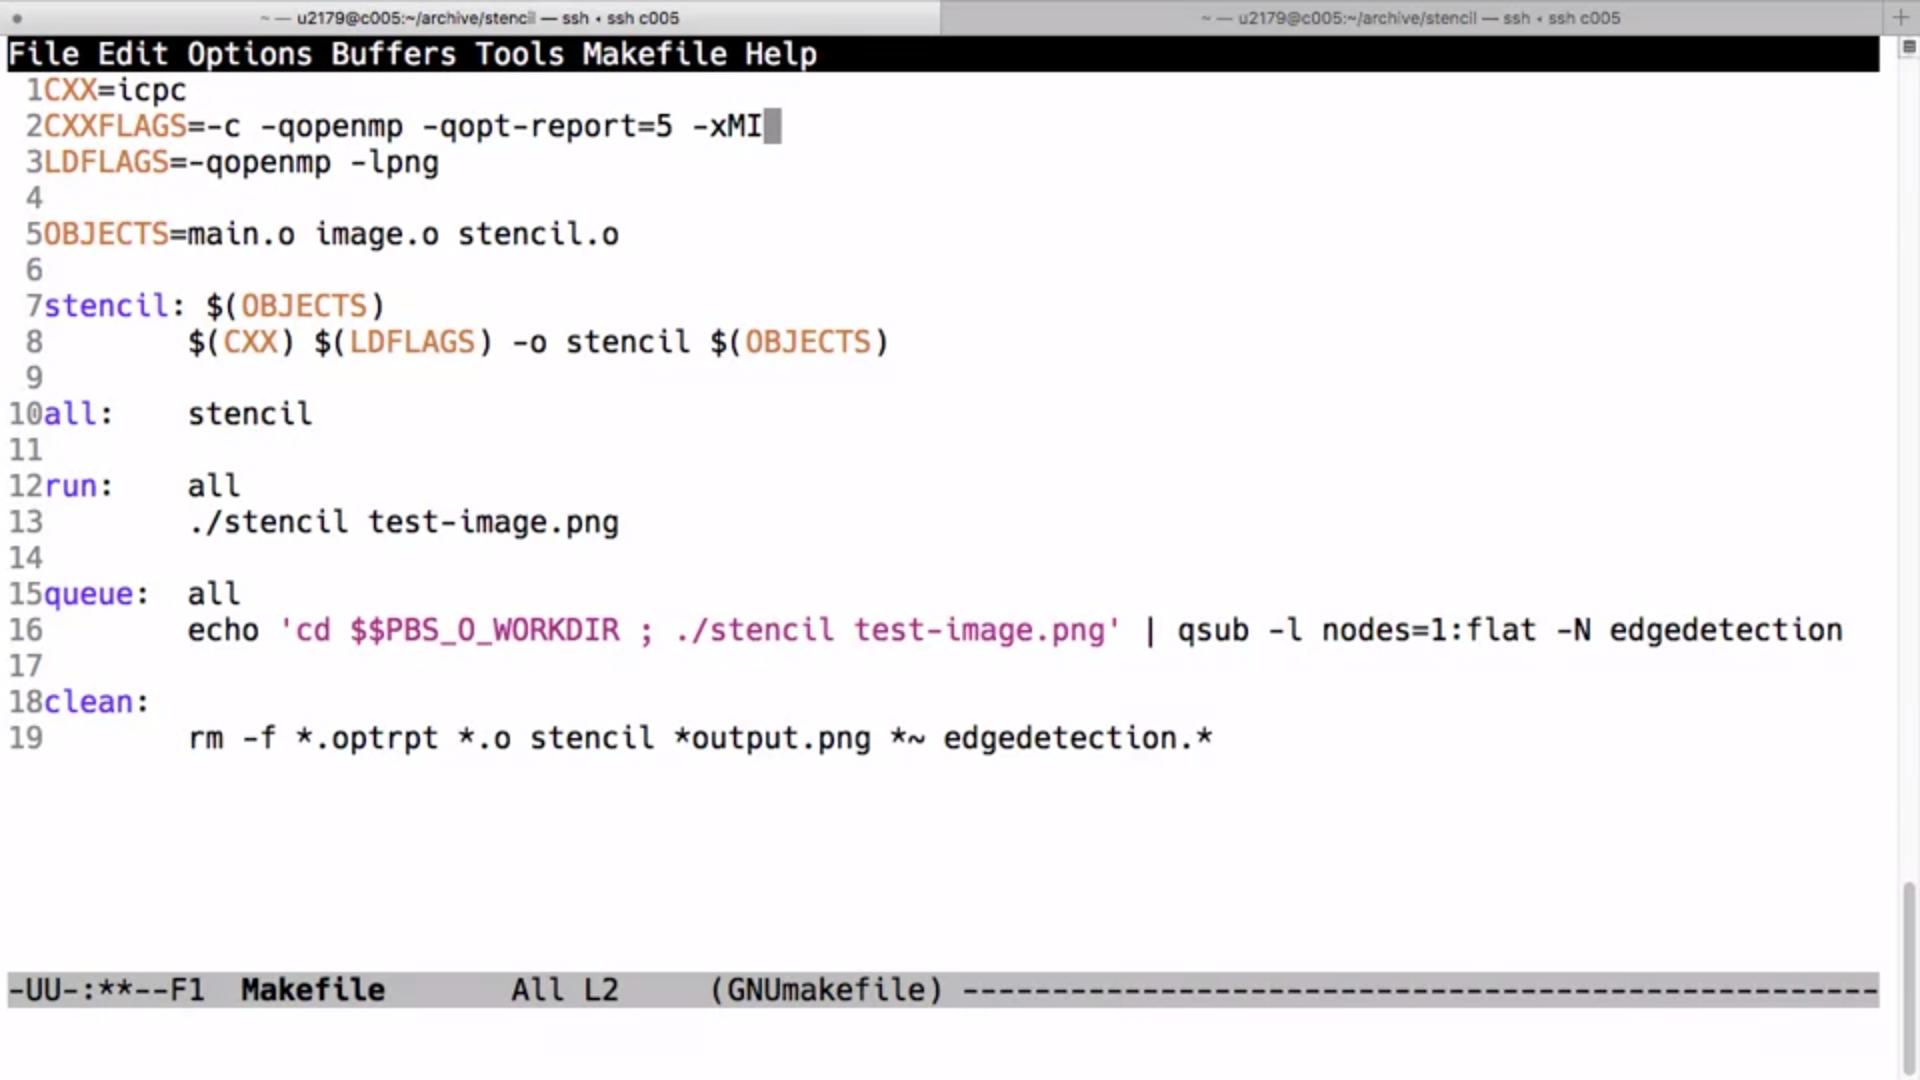 ~ — u2179@c005:~/archive/stencil — ssh ‹ ssh c005
~ — u2179@c005:~/archive/stencil — ssh ‹ ssh c005
File Edit Options Buffers Tools Makefile Help
1CXX=icpc
2CXXFLAGS=-c -qopenmp -qopt-report=5 -xMI
3LDFLAGS=-qopenmp -lpng
4
5OBJECTS=main.o image.o stencil.o
6
7stencil: $(OBJECTS)
8        $(CXX) $(LDFLAGS) -o stencil $(OBJECTS)
9
10all:    stencil
11
12run:    all
13        ./stencil test-image.png
14
15queue:  all
16        echo 'cd $$PBS_O_WORKDIR ; ./stencil test-image.png' | qsub -l nodes=1:flat -N edgedetection
17
18clean:
19        rm -f *.optrpt *.o stencil *output.png *~ edgedetection.*
-UU-:**--F1  Makefile       All L2     (GNUmakefile) ---------------------------------------------------